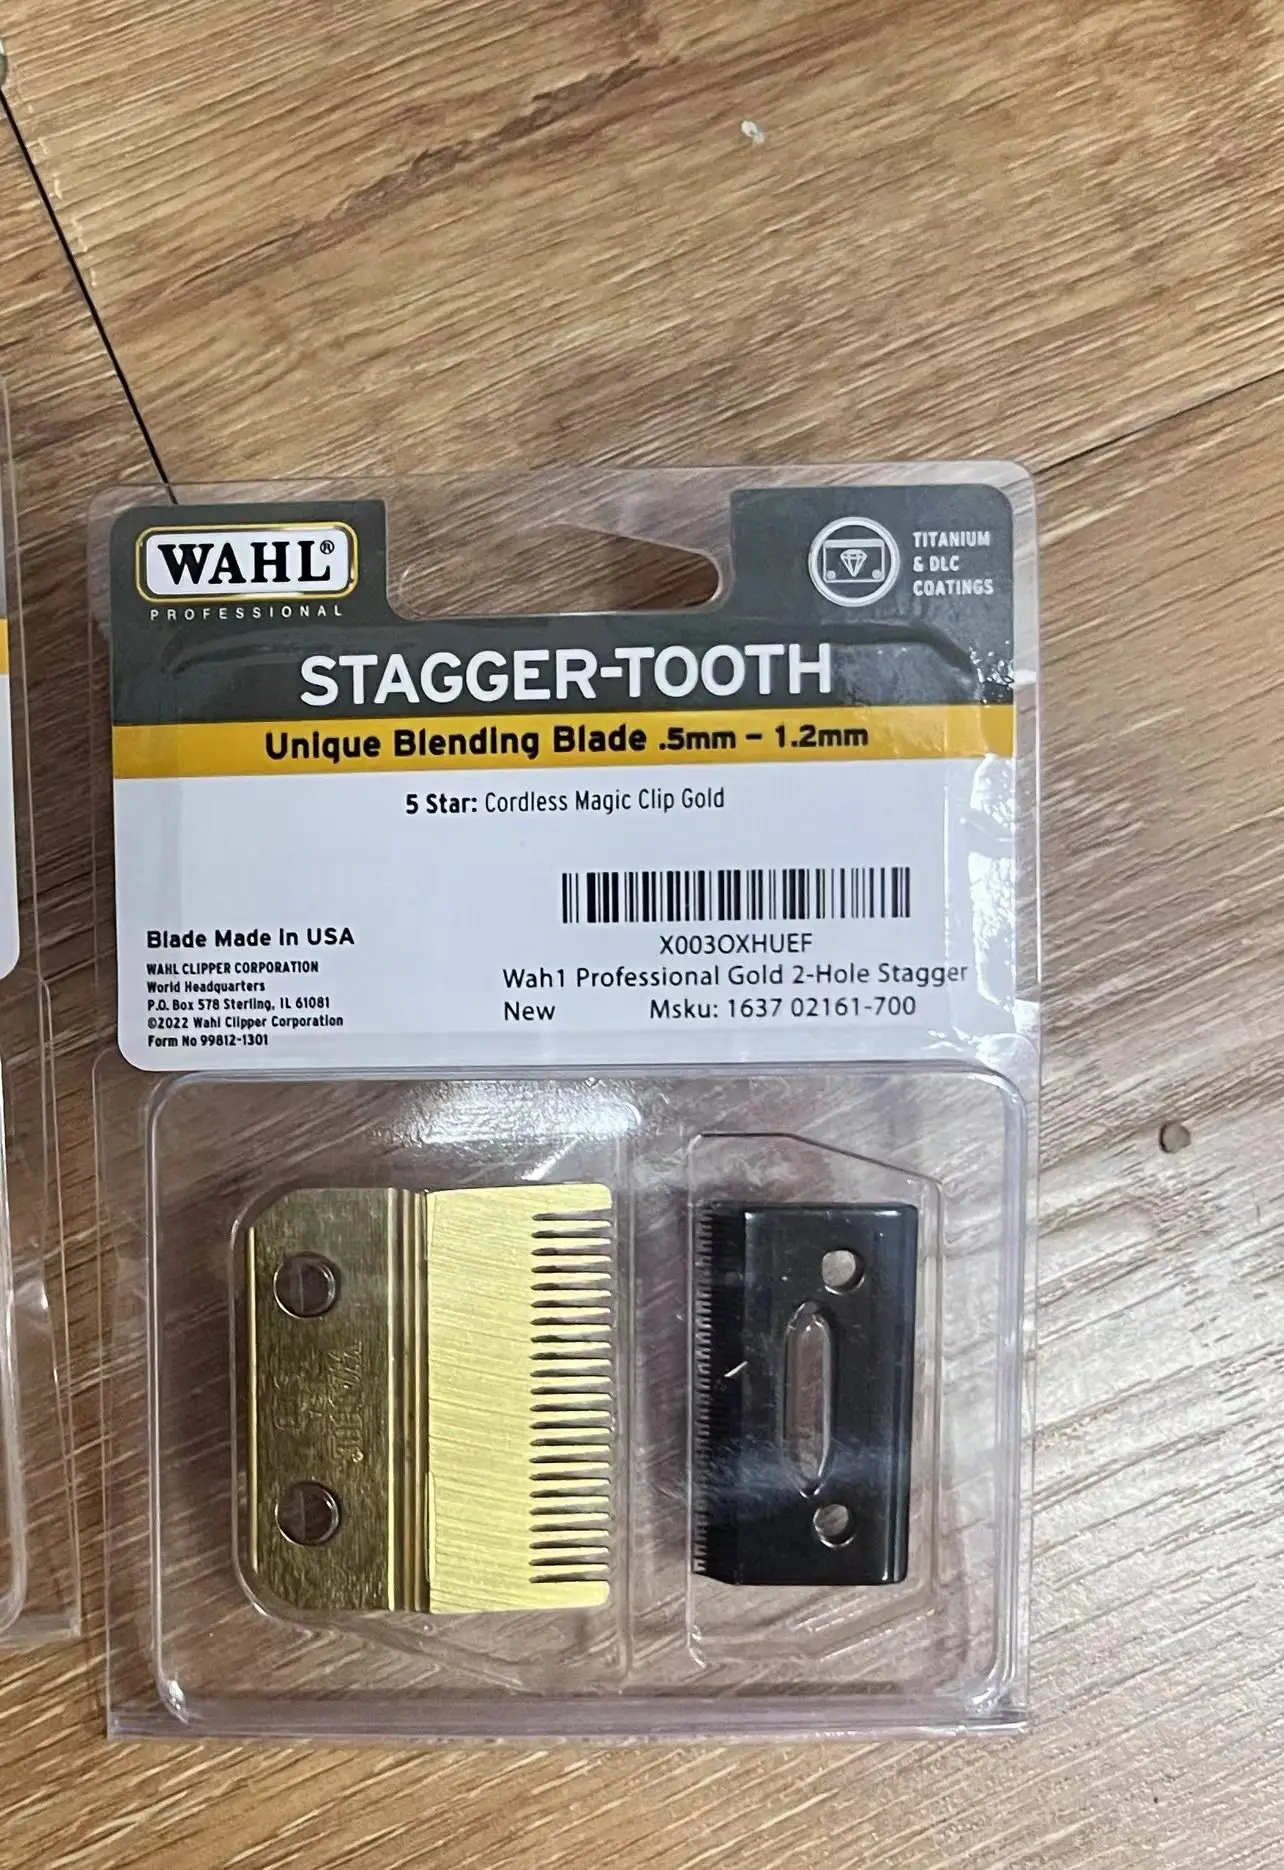 WAHL®
PROFESSIONAL
TITANIUM
& DLC
COATINGS
STAGGER-TOOTH
Unique Blending Blade .5mm – 1.2mm
5 Star: Cordless Magic Clip Gold
X003OXHUEF
Wah1 Professional Gold 2-Hole Stagger
New Msku: 1637 02161-700
Blade Made In USA
WAHL CLIPPER CORPORATION
World Headquarters
P.O. Box 578 Sterling, IL 61081
©2022 Wahl Clipper Corporation
Form No 99812-1301
WAHL
USA